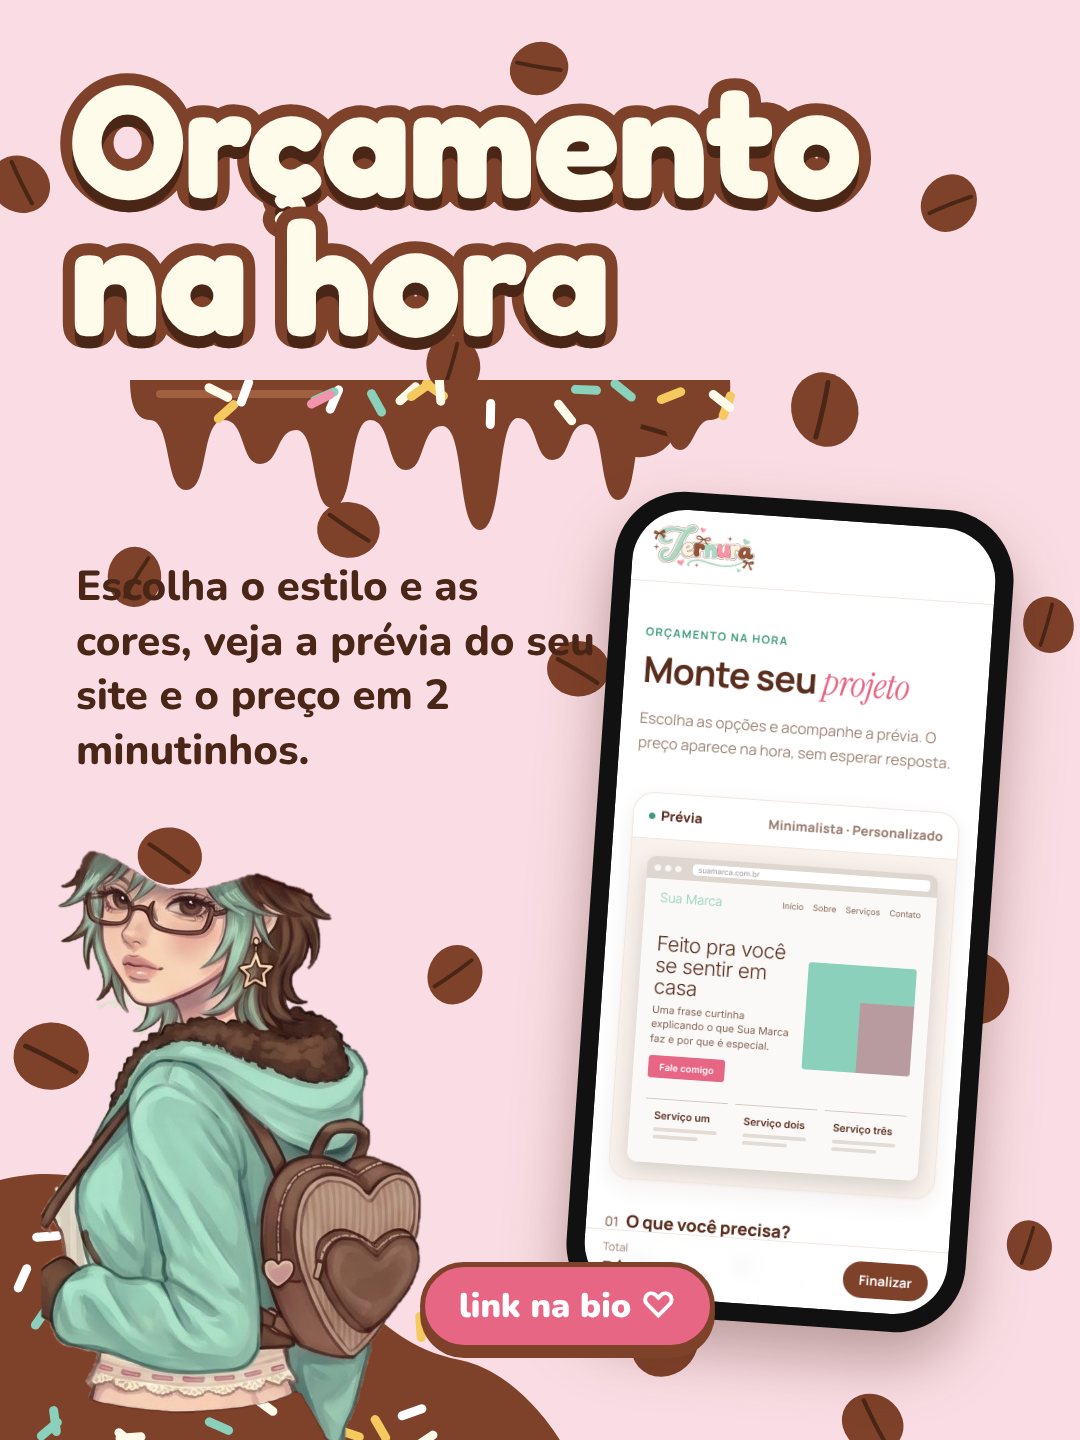 Orçamento
na hora
Escolha o estilo e as
cores, veja a prévia do seu
site e o preço em 2
minutinhos.
Ternura
ORÇAMENTO NA HORA
Monte seu projeto
Escolha as opções e acompanhe a prévia. O
preço aparece na hora, sem esperar resposta.
Prévia
Minimalista · Personalizado
suamarca.com.br
Sua Marca
Início Sobre Serviços Contato
Feito pra você
se sentir em
casa
Uma frase curtinha
explicando o que Sua Marca
faz e por que é especial.
Fale comigo
Serviço um
Serviço dois
Serviço três
01 O que você precisa?
Total
Finalizar
link na bio ♡